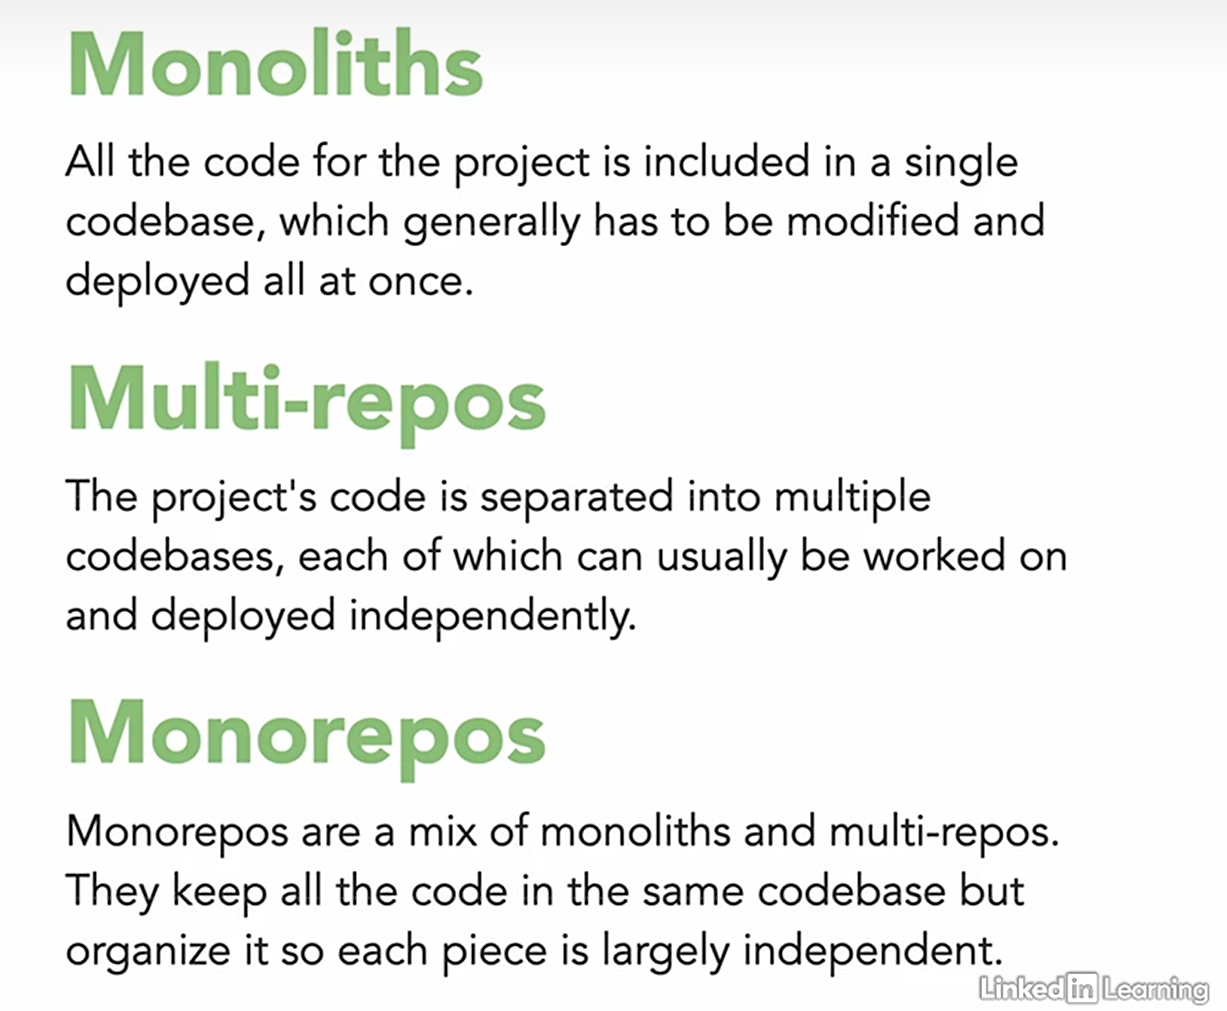 Monoliths
All the code for the project is included in a single
codebase, which generally has to be modified and
deployed all at once.
Multi-repos
The project's code is separated into multiple
codebases, each of which can usually be worked on
and deployed independently.
Monorepos
Monorepos are a mix of monoliths and multi-repos.
They keep all the code in the same codebase but
organize it so each piece is largely independent.
Linked in Learning